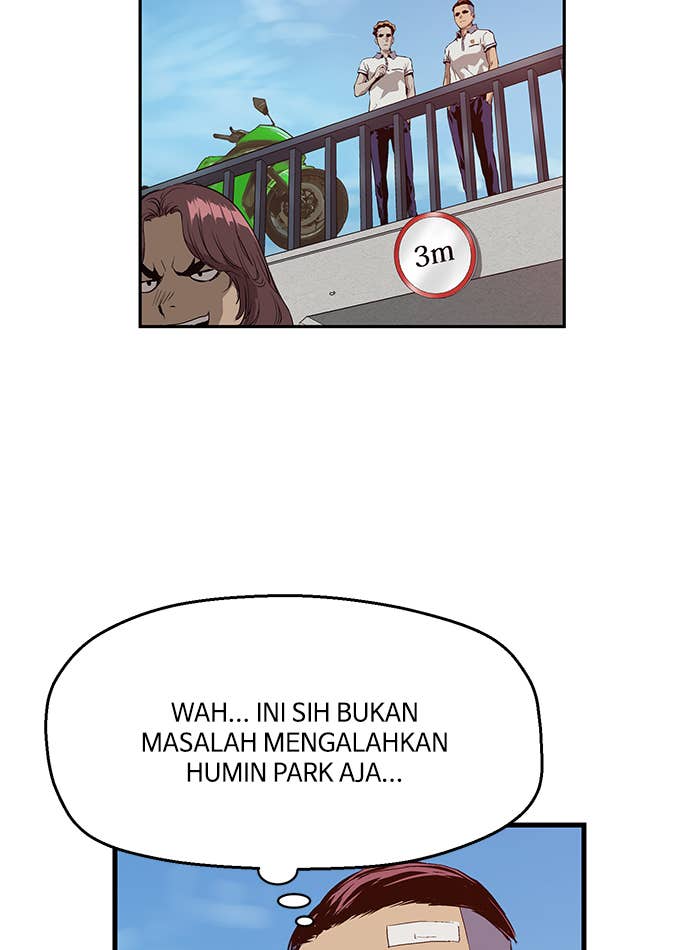 3m
WAH... INI SIH BUKAN
MASALAH MENGALAHKAN
HUMIN PARK AJA...